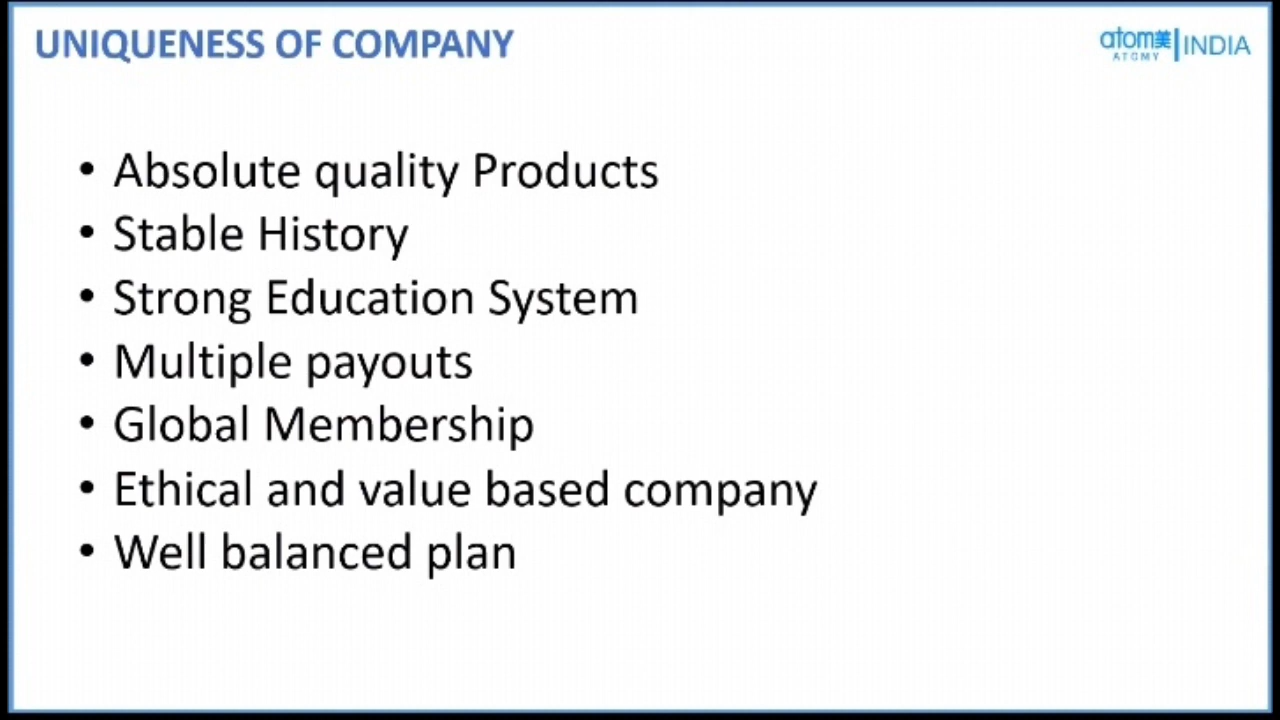 UNIQUENESS OF COMPANY
atom美 | INDIA
ATOMY
• Absolute quality Products
• Stable History
• Strong Education System
• Multiple payouts
• Global Membership
• Ethical and value based company
• Well balanced plan